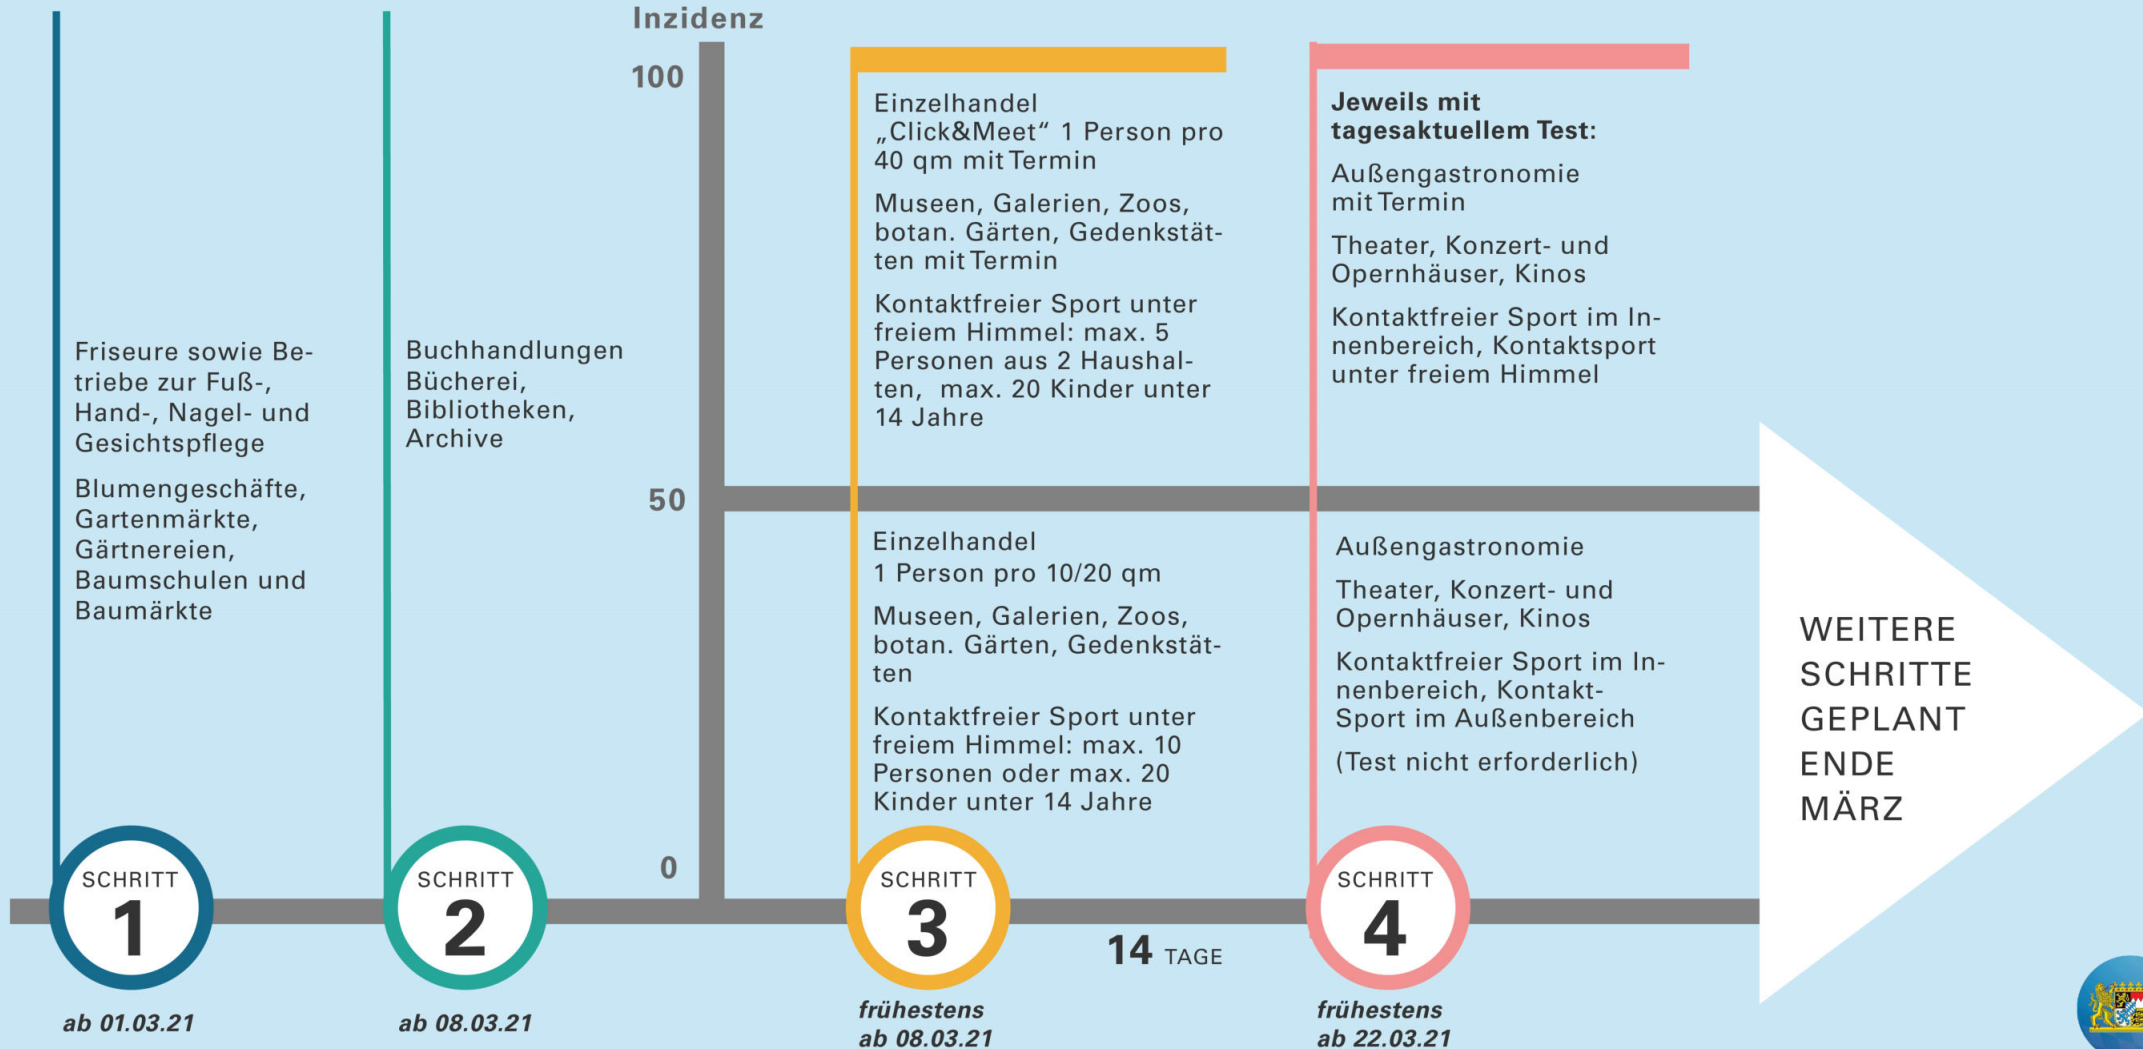 Friseure sowie Be-
triebe zur Fuß-,
Hand-, Nagel- und
Gesichtspflege
Blumengeschäfte,
Gartenmärkte,
Gärtnereien,
Baumschulen und
Baumärkte
SCHRITT
1
ab 01.03.21
Buchhandlungen
Bücherei,
Bibliotheken,
Archive
SCHRITT
2
ab 08.03.21
Inzidenz
100
50
0
Einzelhandel
„Click&Meet“ 1 Person pro
40 qm mit Termin
Museen, Galerien, Zoos,
botan. Gärten, Gedenkstät-
ten mit Termin
Kontaktfreier Sport unter
freiem Himmel: max. 5
Personen aus 2 Haushal-
ten, max. 20 Kinder unter
14 Jahre
Einzelhandel
1 Person pro 10/20 qm
Museen, Galerien, Zoos,
botan. Gärten, Gedenkstät-
ten
Kontaktfreier Sport unter
freiem Himmel: max. 10
Personen oder max. 20
Kinder unter 14 Jahre
SCHRITT
3
frühestens
ab 08.03.21
14 TAGE
Jeweils mit
tagesaktuellem Test:
Außengastronomie
mit Termin
Theater, Konzert- und
Opernhäuser, Kinos
Kontaktfreier Sport im In-
nenbereich, Kontaktsport
unter freiem Himmel
Außengastronomie
Theater, Konzert- und
Opernhäuser, Kinos
Kontaktfreier Sport im In-
nenbereich, Kontakt-
Sport im Außenbereich
(Test nicht erforderlich)
SCHRITT
4
frühestens
ab 22.03.21
WEITERE
SCHRITTE
GEPLANT
ENDE
MÄRZ